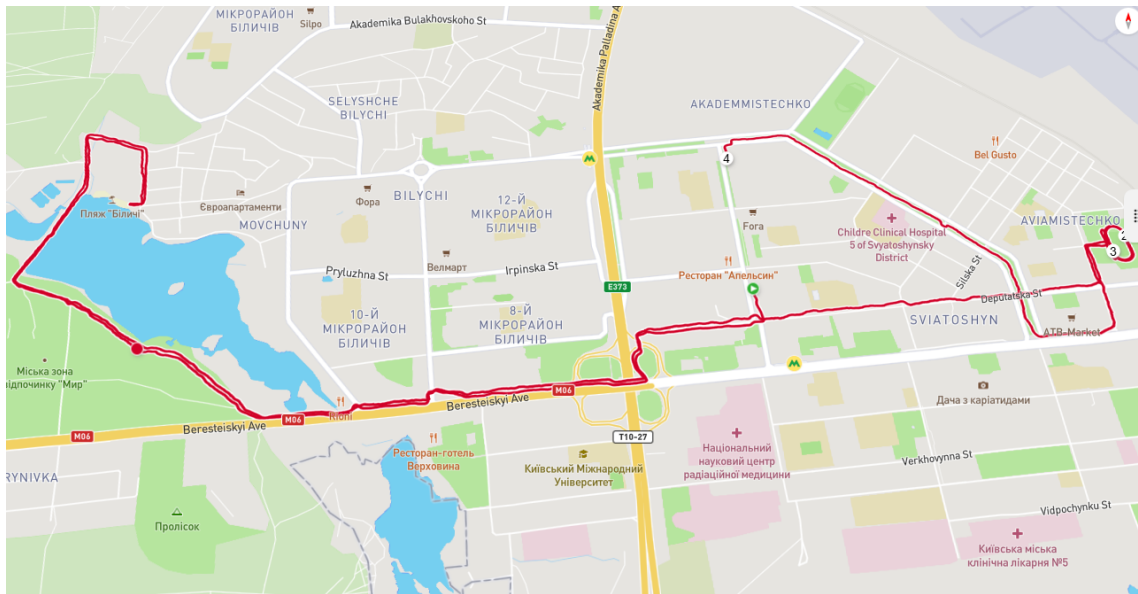 МІКРОРАЙОН
БІЛИЧІВ
Silpo
Akademika Bulakhovskoho St
Akademika Palladina A
SELYSHCHE
BILYCHI
AKADEMMISTECHKO
Bel Gusto
4
BILYCHI
Фора
12-Й
МІКРОРАЙОН
БІЛИЧІВ
Євроапартаменти
Пляж "Біличі"
MOVCHUNY
Fora
Childre Clinical Hospital
5 of Svyatoshynsky
District
AVIAMISTECHKO
2
3
Велмарт
Pryluzhna St
Irpinska St
Ресторан "Апельсин"
Silska St
E373
Deputatska St
10-Й
МІКРОРАЙОН
БІЛИЧІВ
8-Й
МІКРОРАЙОН
БІЛИЧІВ
SVIATOSHYN
ATB-Market
Міська зона
ідпочинку "Мир"
Rioni
M06
Beresteiskyi Ave
M06
Beresteiskyi Ave
M06
Дача з каріатидами
T10-27
Ресторан-готель
Верховина
Київський Міжнародний
Університет
Національний
науковий центр
радіаційної медицини
Verkhovynna St
RYNIVKA
Пролісок
Vidpochynku St
Київська міська
клінічна лікарня №5